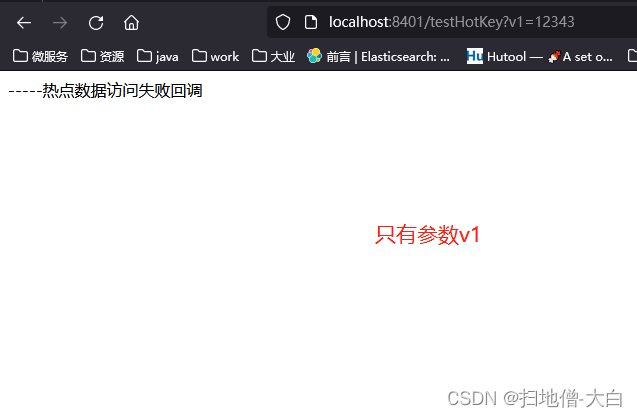 localhost:8401/testHotKey?v1=12343
微服务 资源 java work 大业 前言 | Elasticsearch: ... Hu Hutool — 🚀A set o...
-----热点数据访问失败回调
只有参数v1
CSDN @扫地僧-大白